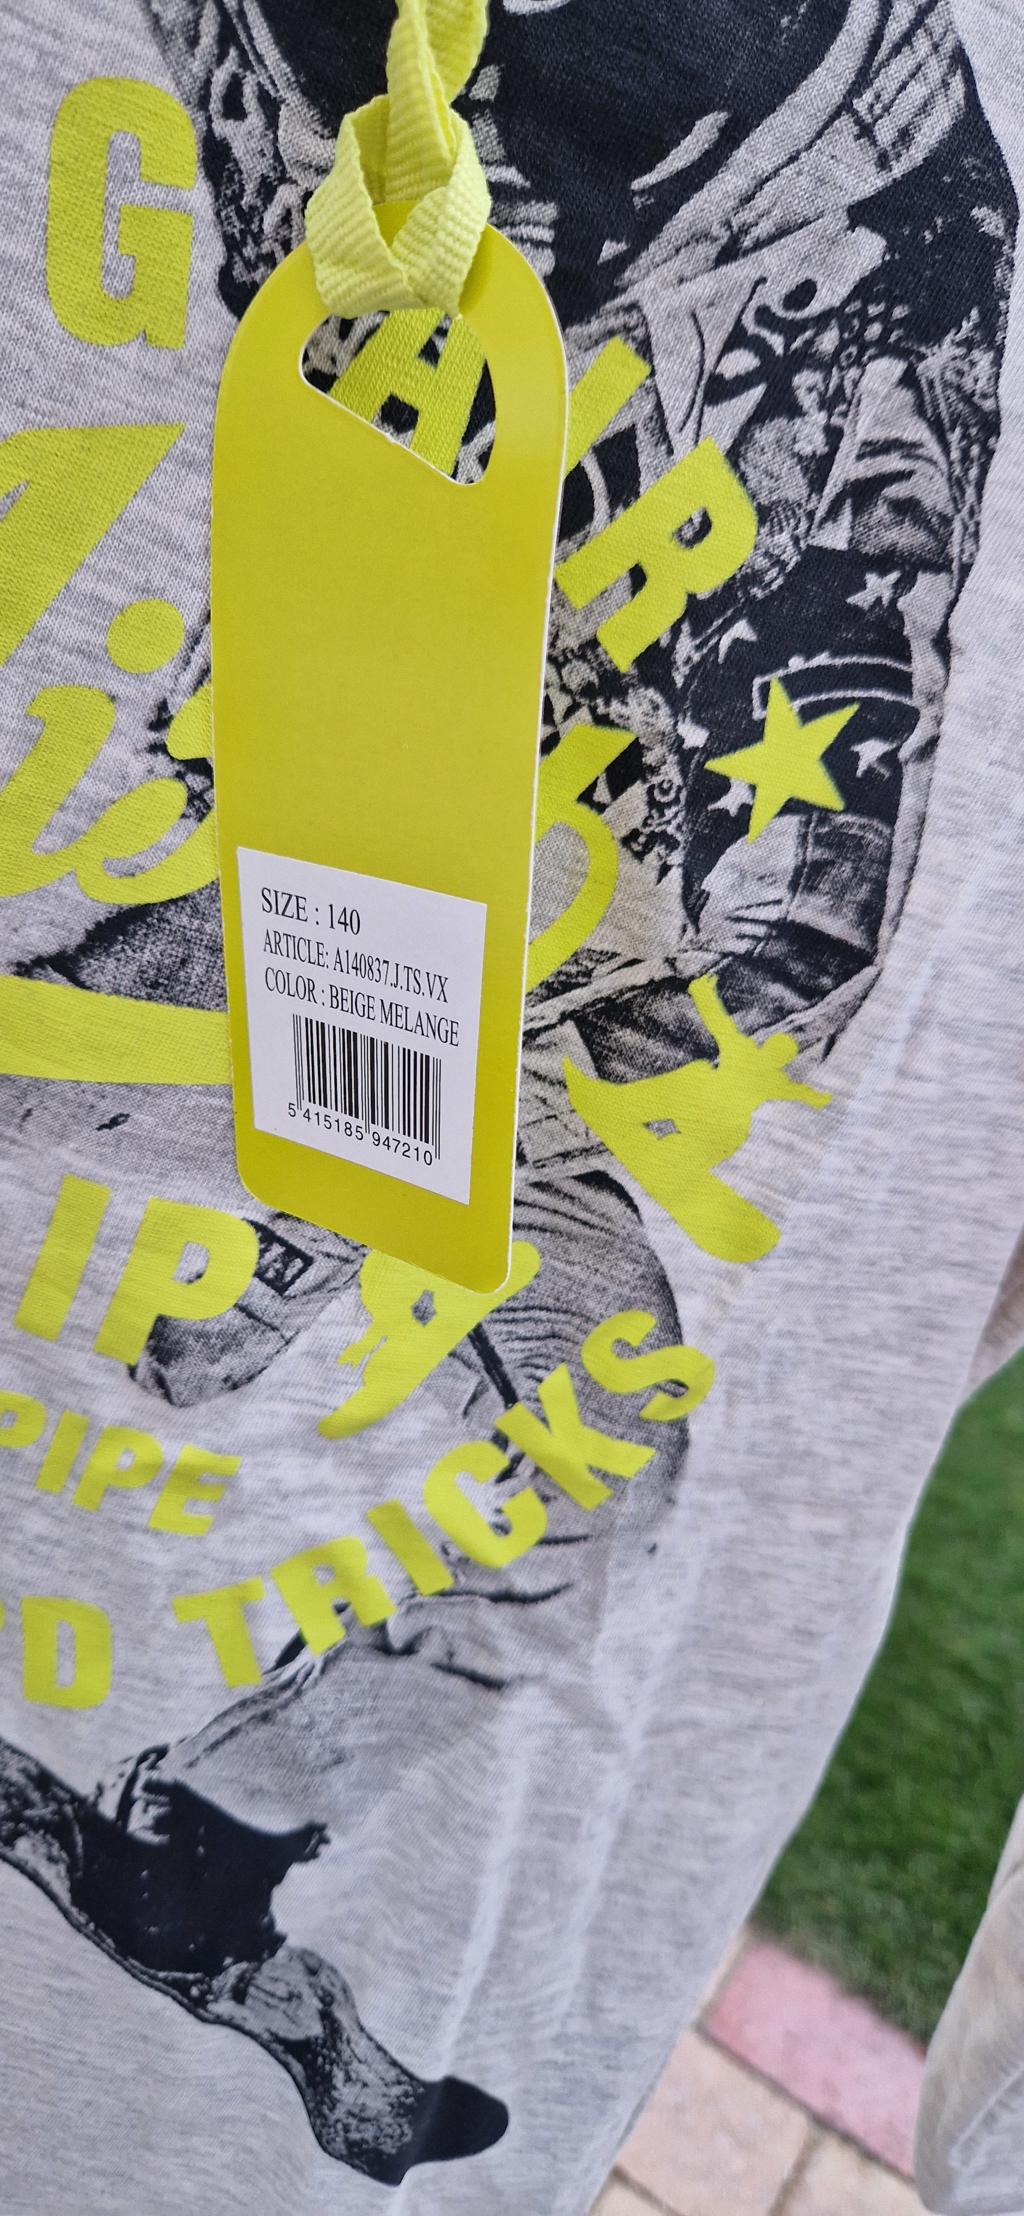 G
AIR
SIZE : 140
ARTICLE: A140837.J.TS.VX
COLOR : BEIGE MELANGE
5 415185 947210
IP
PIPE
TRICKS